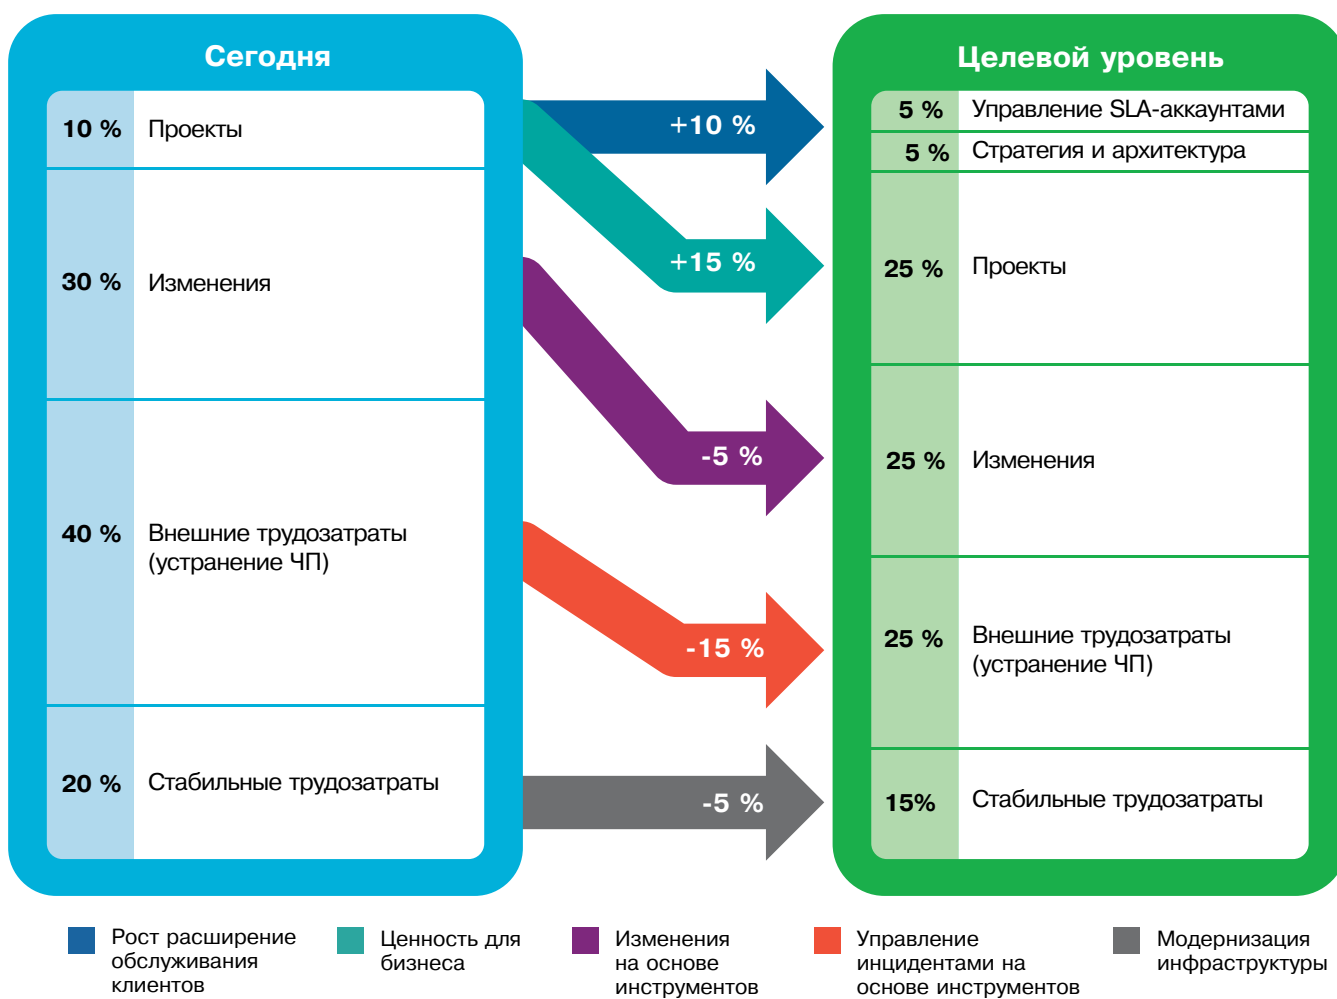 Сегодня
10 % Проекты
30 % Изменения
40 % Внешние трудозатраты
(устранение ЧП)
20 % Стабильные трудозатраты
+10 %
+15 %
-5 %
-15 %
-5 %
Целевой уровень
5 % Управление SLA-аккаунтами
5 % Стратегия и архитектура
25 % Проекты
25 % Изменения
25 % Внешние трудозатраты
(устранение ЧП)
15% Стабильные трудозатраты
Рост расширение
обслуживания
клиентов
Ценность для
бизнеса
Изменения
на основе
инструментов
Управление
инцидентами на
основе инструментов
Модернизация
инфраструктуры